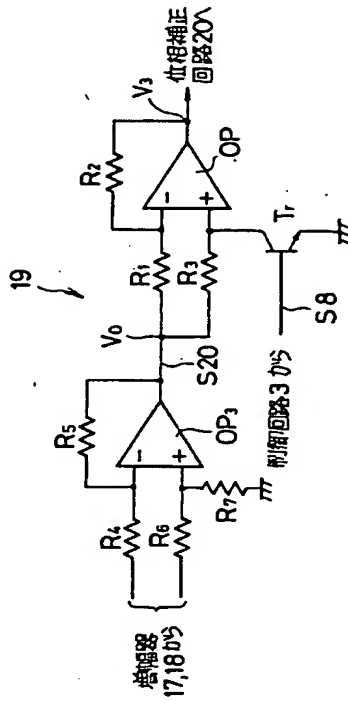 19
増幅器
17,18から
R4
R6
R5
R7
OP3
V0
S20
R1
R3
R2
OP
V3
位相補正
回路20へ
Tr
S8
制御回路3から